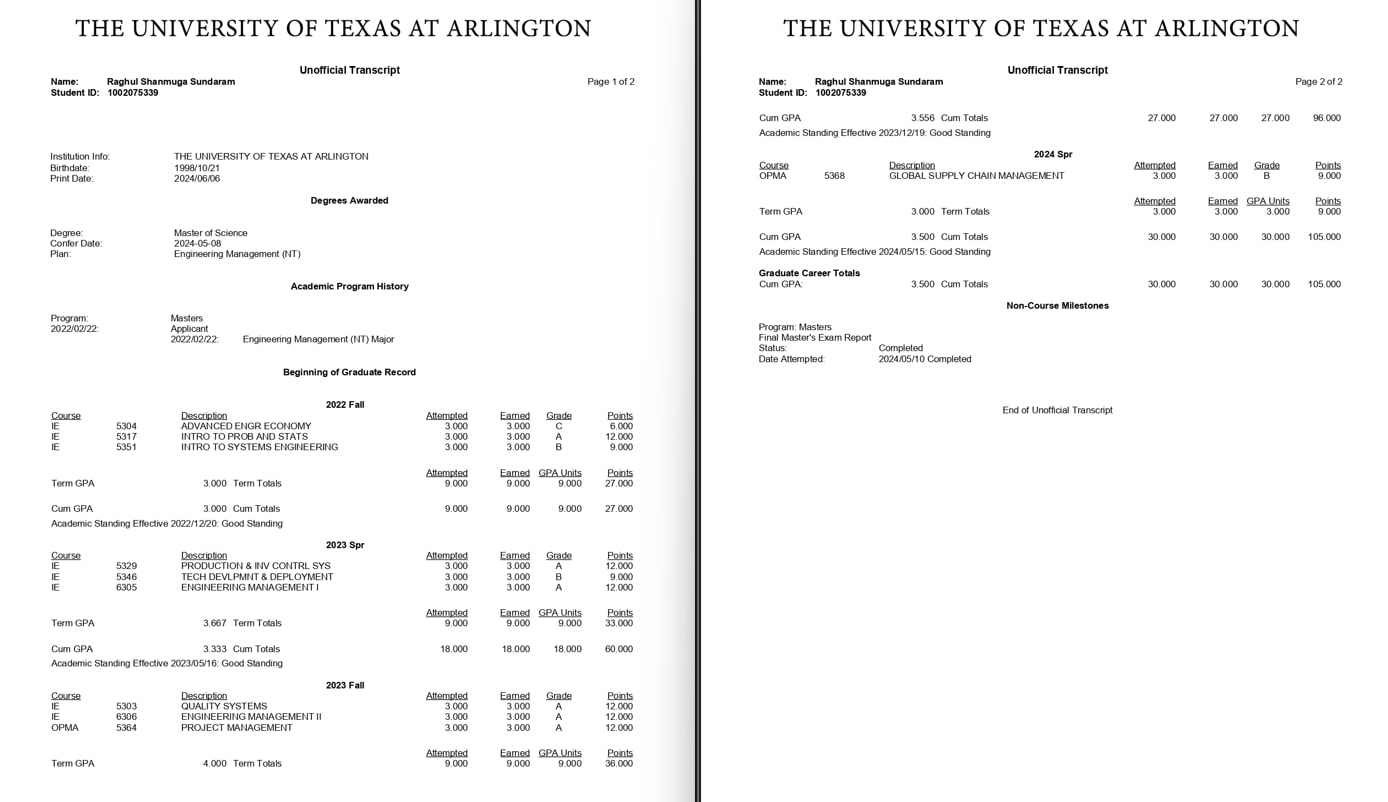 THE UNIVERSITY OF TEXAS AT ARLINGTON
Unofficial Transcript
Name: Raghul Shanmuga Sundaram Page 1 of 2
Student ID: 1002075339
Institution Info: THE UNIVERSITY OF TEXAS AT ARLINGTON
Birthdate: 1998/10/21
Print Date: 2024/06/06
Degrees Awarded
Degree: Master of Science
Confer Date: 2024-05-08
Plan: Engineering Management (NT)
Academic Program History
Program: Masters
2022/02/22: Applicant
2022/02/22: Engineering Management (NT) Major
Beginning of Graduate Record
2022 Fall
Course Description Attempted Earned Grade Points
IE 5304 ADVANCED ENGR ECONOMY 3.000 3.000 C 6.000
IE 5317 INTRO TO PROB AND STATS 3.000 3.000 A 12.000
IE 5351 INTRO TO SYSTEMS ENGINEERING 3.000 3.000 B 9.000
Attempted Earned GPA Units Points
Term GPA 3.000 Term Totals 9.000 9.000 9.000 27.000
Cum GPA 3.000 Cum Totals 9.000 9.000 9.000 27.000
Academic Standing Effective 2022/12/20: Good Standing
2023 Spr
Course Description Attempted Earned Grade Points
IE 5329 PRODUCTION & INV CONTRL SYS 3.000 3.000 A 12.000
IE 5346 TECH DEVLPMNT & DEPLOYMENT 3.000 3.000 B 9.000
IE 6305 ENGINEERING MANAGEMENT I 3.000 3.000 A 12.000
Attempted Earned GPA Units Points
Term GPA 3.667 Term Totals 9.000 9.000 9.000 33.000
Cum GPA 3.333 Cum Totals 18.000 18.000 18.000 60.000
Academic Standing Effective 2023/05/16: Good Standing
2023 Fall
Course Description Attempted Earned Grade Points
IE 5303 QUALITY SYSTEMS 3.000 3.000 A 12.000
IE 6306 ENGINEERING MANAGEMENT II 3.000 3.000 A 12.000
OPMA 5364 PROJECT MANAGEMENT 3.000 3.000 A 12.000
Attempted Earned GPA Units Points
Term GPA 4.000 Term Totals 9.000 9.000 9.000 36.000
THE UNIVERSITY OF TEXAS AT ARLINGTON
Unofficial Transcript
Name: Raghul Shanmuga Sundaram Page 2 of 2
Student ID: 1002075339
Cum GPA 3.556 Cum Totals 27.000 27.000 27.000 96.000
Academic Standing Effective 2023/12/19: Good Standing
2024 Spr
Course Description Attempted Earned Grade Points
OPMA 5368 GLOBAL SUPPLY CHAIN MANAGEMENT 3.000 3.000 B 9.000
Attempted Earned GPA Units Points
Term GPA 3.000 Term Totals 3.000 3.000 3.000 9.000
Cum GPA 3.500 Cum Totals 30.000 30.000 30.000 105.000
Academic Standing Effective 2024/05/15: Good Standing
Graduate Career Totals
Cum GPA: 3.500 Cum Totals 30.000 30.000 30.000 105.000
Non-Course Milestones
Program: Masters
Final Master's Exam Report
Status: Completed
Date Attempted: 2024/05/10 Completed
End of Unofficial Transcript